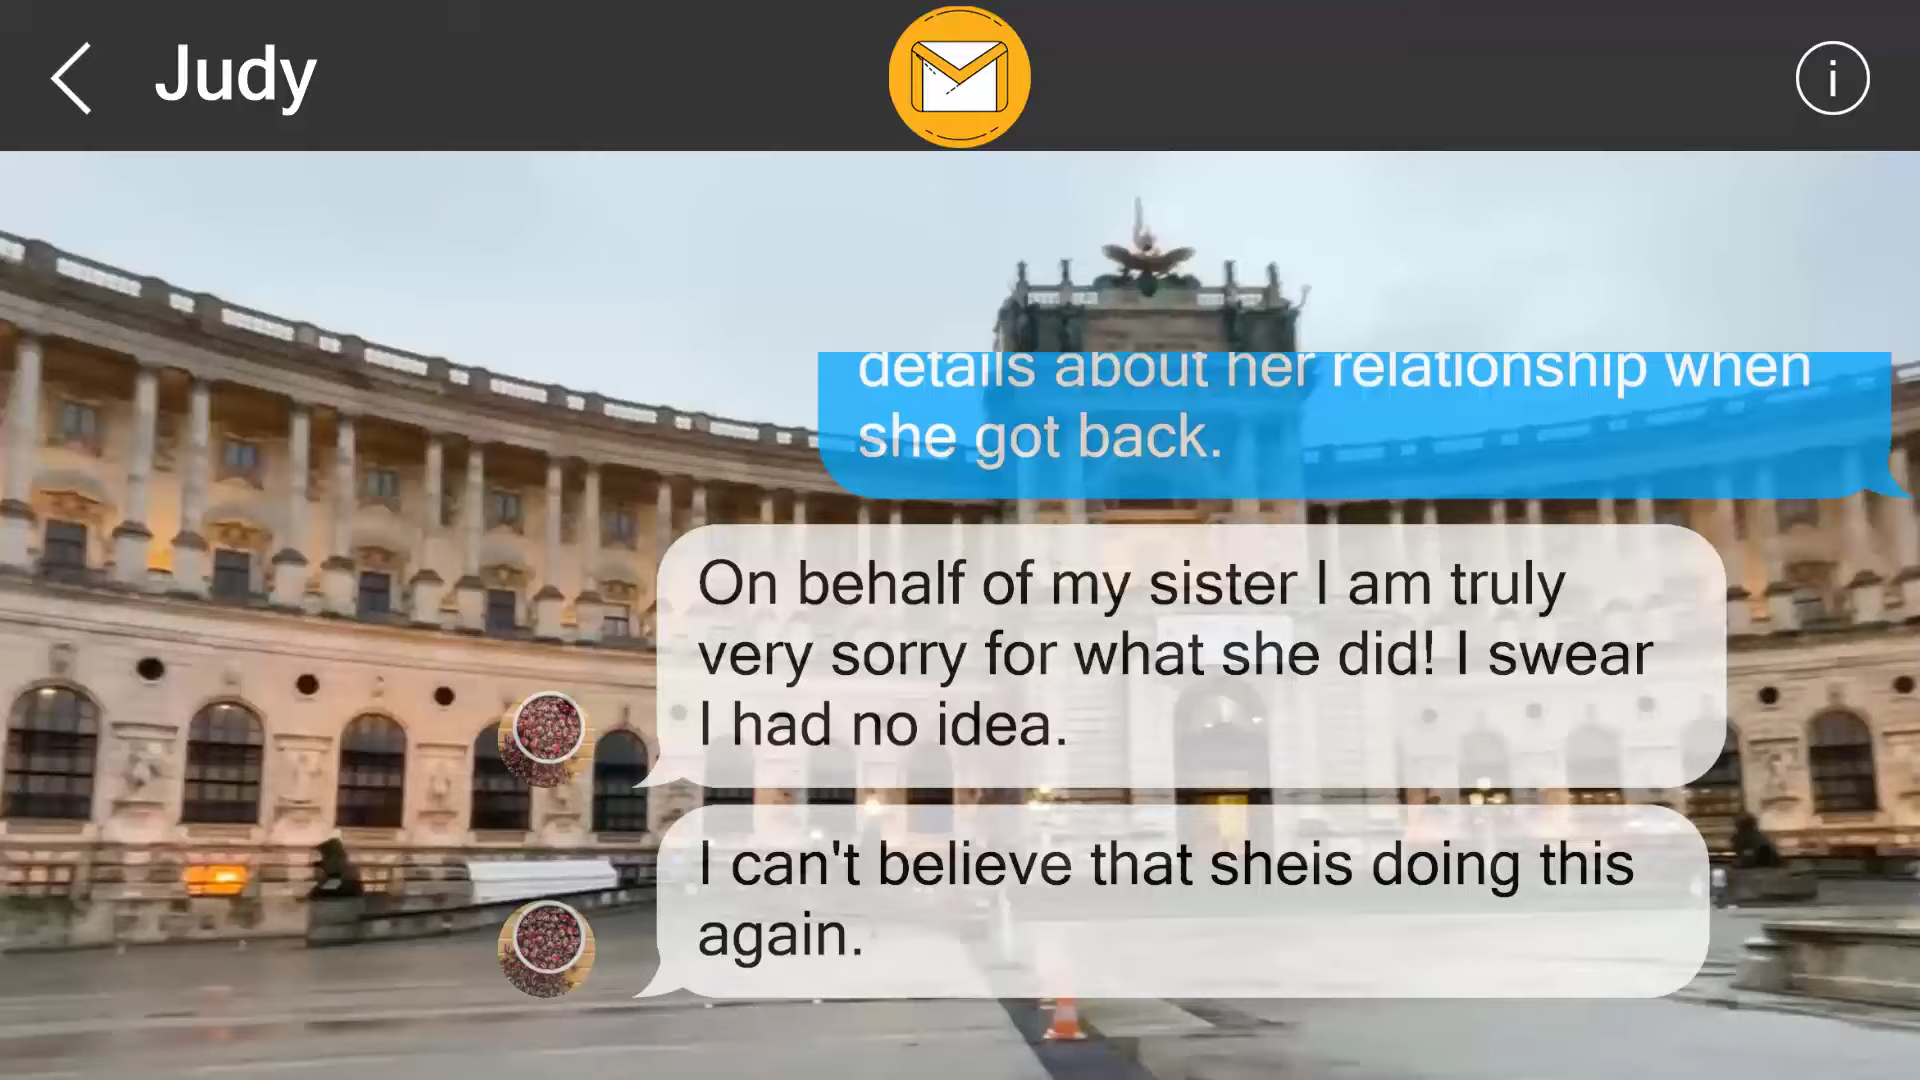 Judy
details about her relationship when
she got back.
On behalf of my sister I am truly
very sorry for what she did! I swear
I had no idea.
I can't believe that sheis doing this
again.